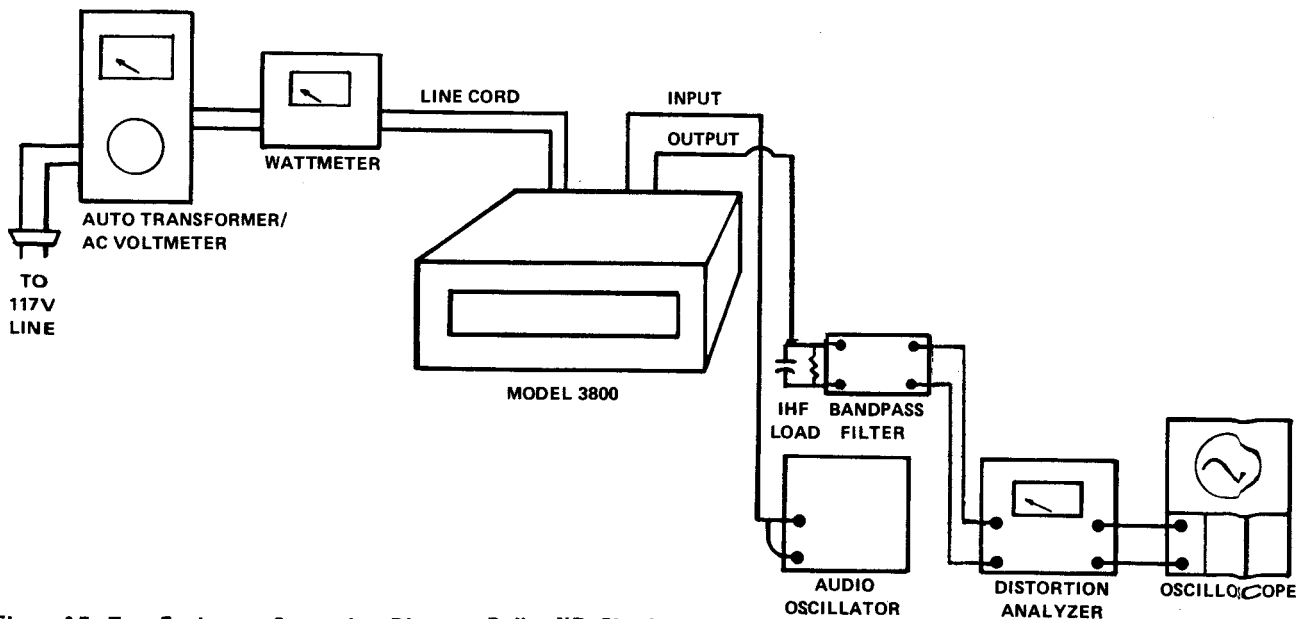 LINE CORD
INPUT
OUTPUT
WATTMETER
AUTO TRANSFORMER/
AC VOLTMETER
TO
117V
LINE
MODEL 3800
IHF
LOAD
BANDPASS
FILTER
AUDIO
OSCILLATOR
DISTORTION
ANALYZER
OSCILLOSCOPE